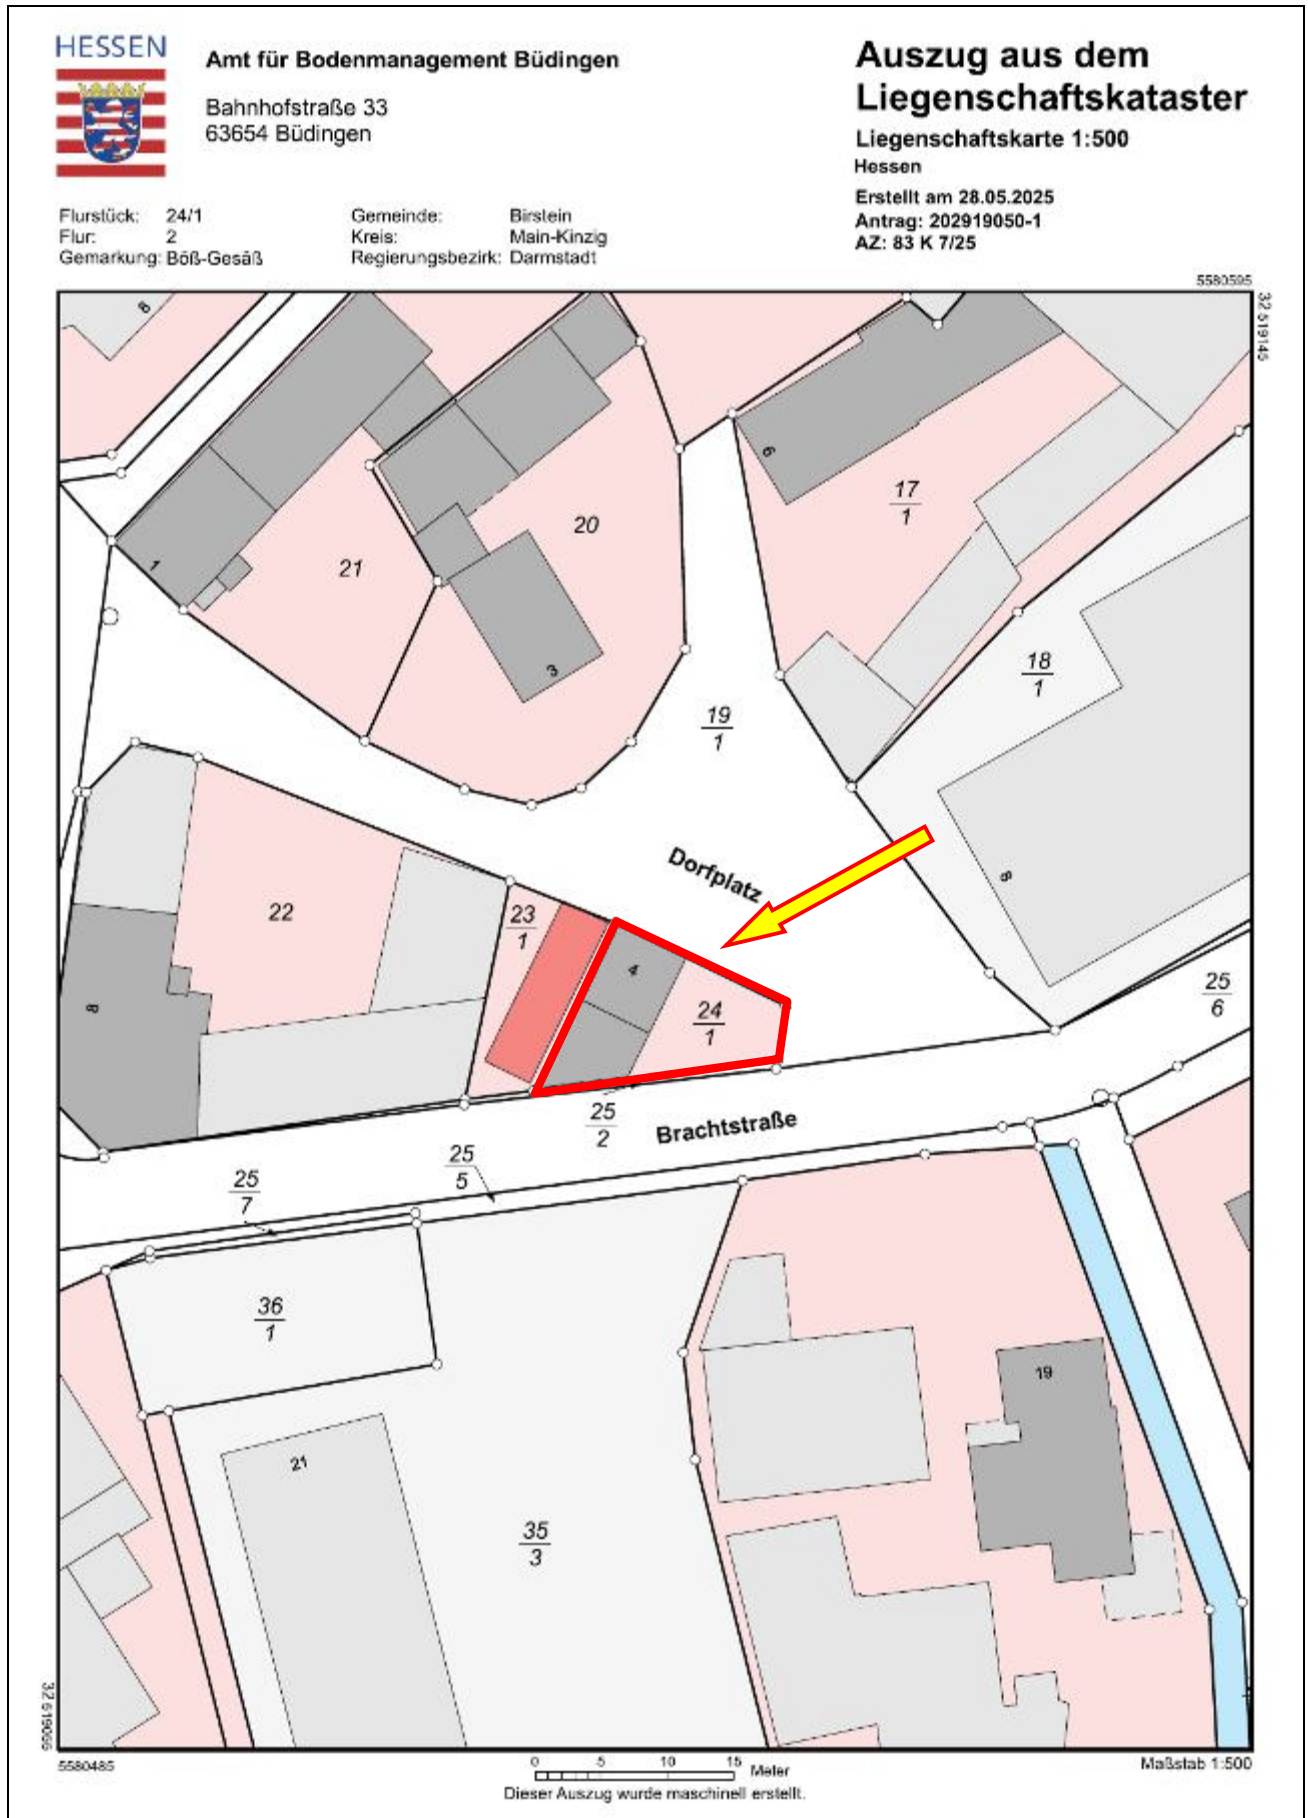 HESSEN
Amt für Bodenmanagement Büdingen
Bahnhofstraße 33
63654 Büdingen
Auszug aus dem
Liegenschaftskataster
Liegenschaftskarte 1:500
Hessen
Erstellt am 28.05.2025
Antrag: 202919050-1
AZ: 83 K 7/25
Flurstück: 24/1
Flur: 2
Gemarkung: Böß-Gesäß
Gemeinde: Birstein
Kreis: Main-Kinzig
Regierungsbezirk: Darmstadt
5580595
32 519145
8
6
17
1
20
21
1
3
18
1
19
1
Dorfplatz
8
22
23
1
4
24
1
25
6
8
25
2
Brachtstraße
25
5
25
7
36
1
19
21
35
3
5580485
0 5 10 15 Meter
Maßstab 1:500
Dieser Auszug wurde maschinell erstellt.